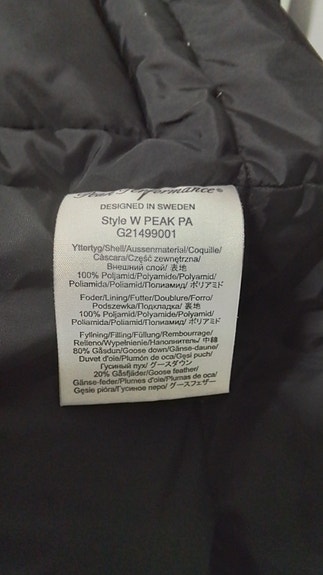 Peak Performance®
DESIGNED IN SWEDEN
Style W PEAK PA
G21499001
Yttertyg/Shell/Aussenmaterial/Coquille/
Cáscara/Część zewnętrzna/
Внешний слой/ 表地
100% Polyamid/Polyamide/Polyamid/
Poliamida/Poliamid/Полиамид/ ポリアミド
Foder/Lining/Futter/Doublure/Forro/
Podszewka/Подкладка/ 裏地
100% Polyamid/Polyamide/Polyamid/
Poliamida/Poliamid/Полиамид/ ポリアミド
Fyllning/Filling/Füllung/Rembourrage/
Relleno/Wypełnienie/Наполнитель/ 中綿
80% Gåsdun/Goose down/Gänse-daune/
Duvet d'oies/Plumón de oca/Gęsi puch/
Гусиный пух/ グースダウン
20% Gåsfjäder/Goose feather/
Gänse-feder/Plumes d'oie/Plumas de oca/
Gęsie pióra/Гусиное перо/ グースフェザー